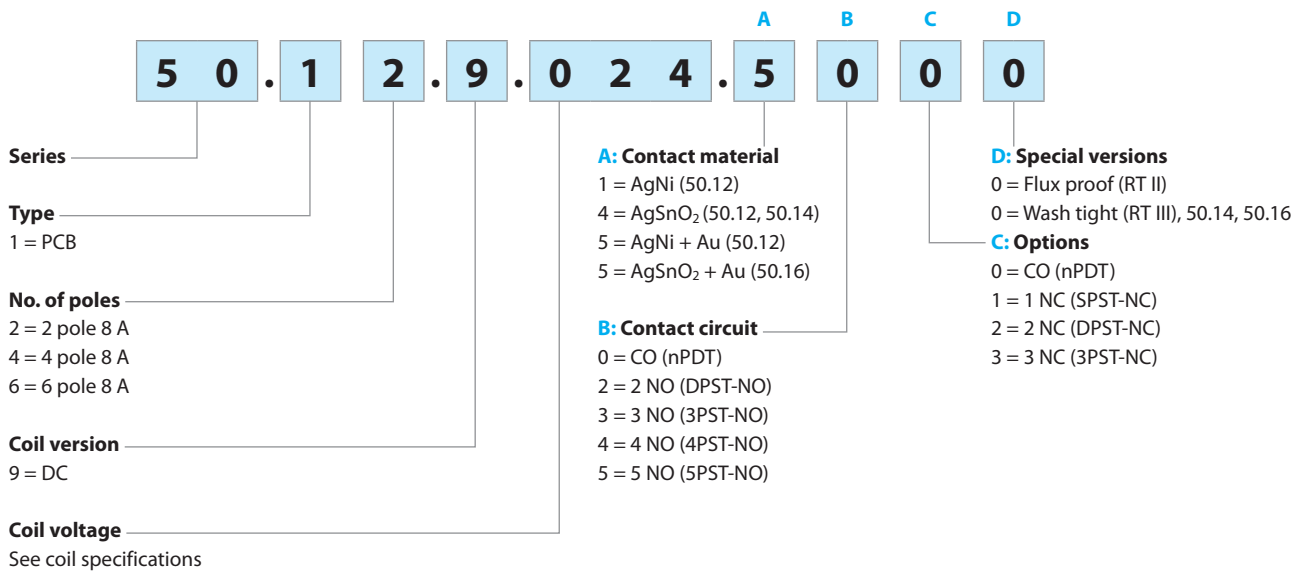 A B C D
5 0 . 1 2 . 9 . 0 2 4 . 5 0 0 0
Series
Type
1 = PCB
No. of poles
2 = 2 pole 8 A
4 = 4 pole 8 A
6 = 6 pole 8 A
Coil version
9 = DC
Coil voltage
See coil specifications
A: Contact material
1 = AgNi (50.12)
4 = AgSnO₂ (50.12, 50.14)
5 = AgNi + Au (50.12)
5 = AgSnO₂ + Au (50.16)
B: Contact circuit
0 = CO (nPDT)
2 = 2 NO (DPST-NO)
3 = 3 NO (3PST-NO)
4 = 4 NO (4PST-NO)
5 = 5 NO (5PST-NO)
D: Special versions
0 = Flux proof (RT II)
0 = Wash tight (RT III), 50.14, 50.16
C: Options
0 = CO (nPDT)
1 = 1 NC (SPST-NC)
2 = 2 NC (DPST-NC)
3 = 3 NC (3PST-NC)